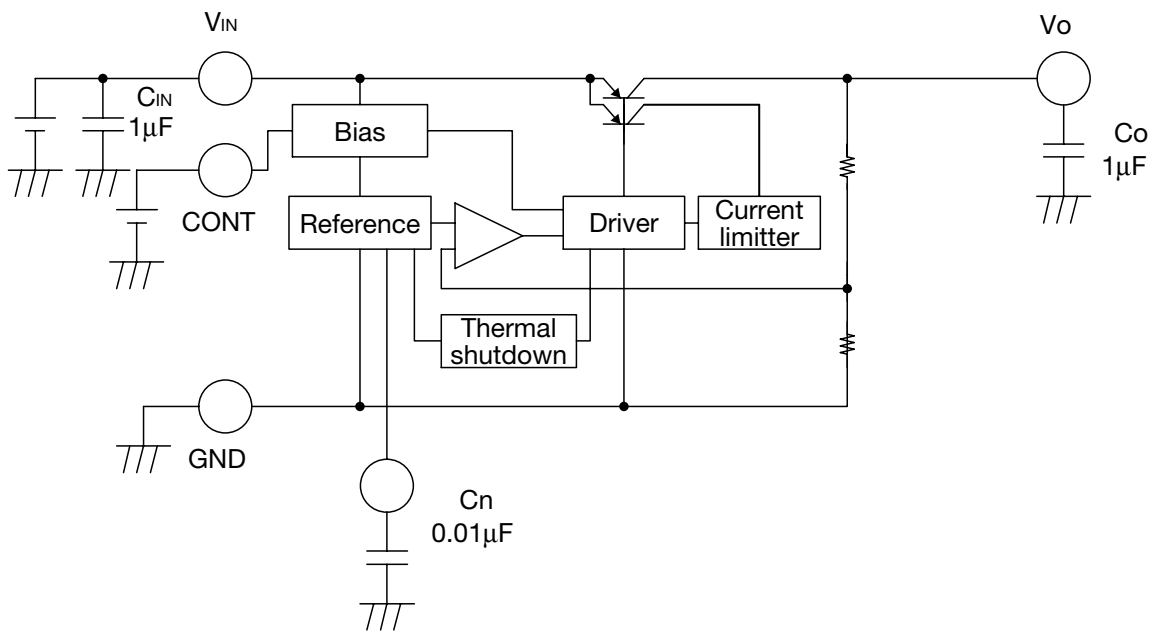 VIN
Vo
CIN
1μF
Bias
Co
1μF
CONT
Reference
Driver
Current
limitter
Thermal
shutdown
GND
Cn
0.01μF